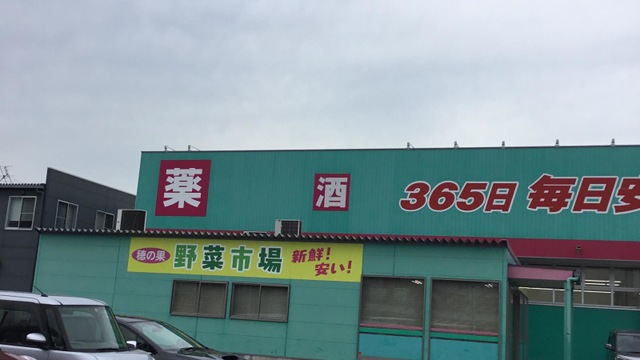 薬
酒
365日 毎日安
穂の果
野菜市場
新鮮!
安い!